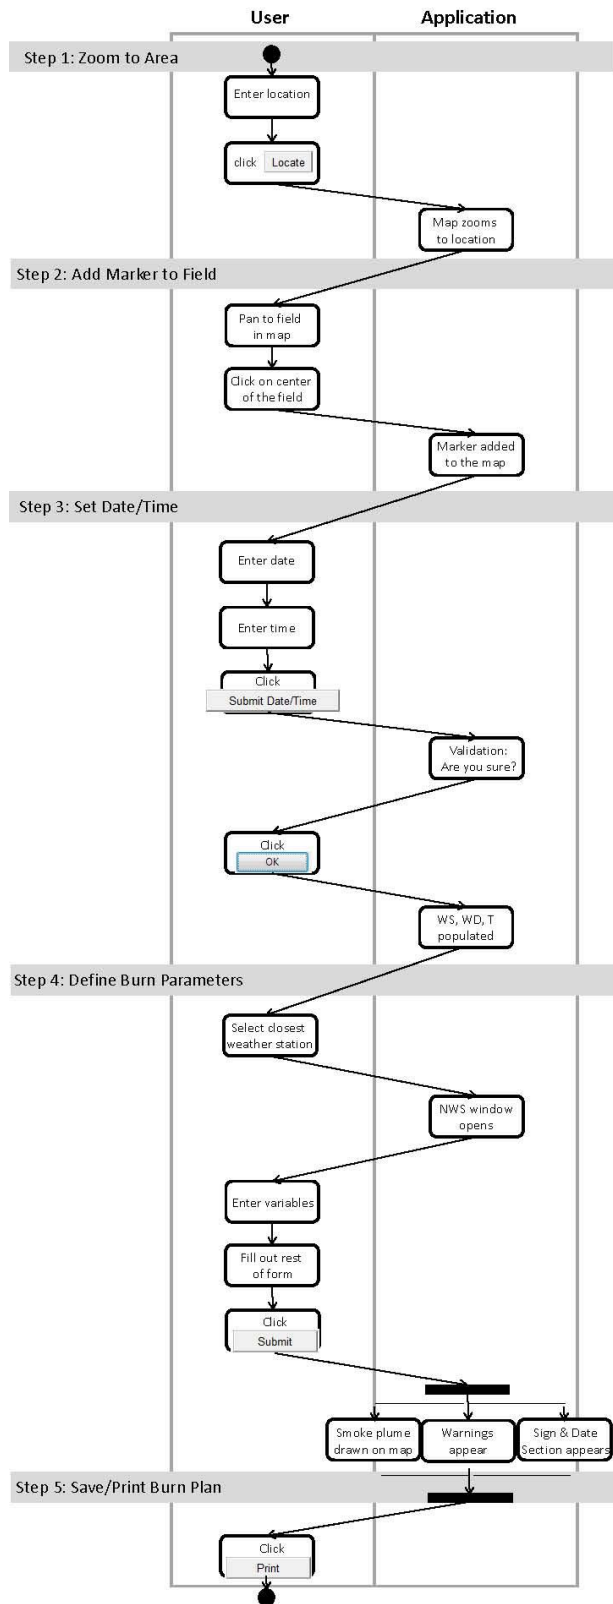 User
Application
Step 1: Zoom to Area
Enter location
click Locate
Map zooms
to location
Step 2: Add Marker to Field
Pan to field
in map
Click on center
of the field
Marker added
to the map
Step 3: Set Date/Time
Enter date
Enter time
Click
Submit Date/Time
Validation:
Are you sure?
Click
OK
WS, WD, T
populated
Step 4: Define Burn Parameters
Select closest
weather station
NWS window
opens
Enter variables
Fill out rest
of form
Click
Submit
Smoke plume
drawn on map
Warnings
appear
Sign & Date
Section appears
Step 5: Save/Print Burn Plan
Click
Print